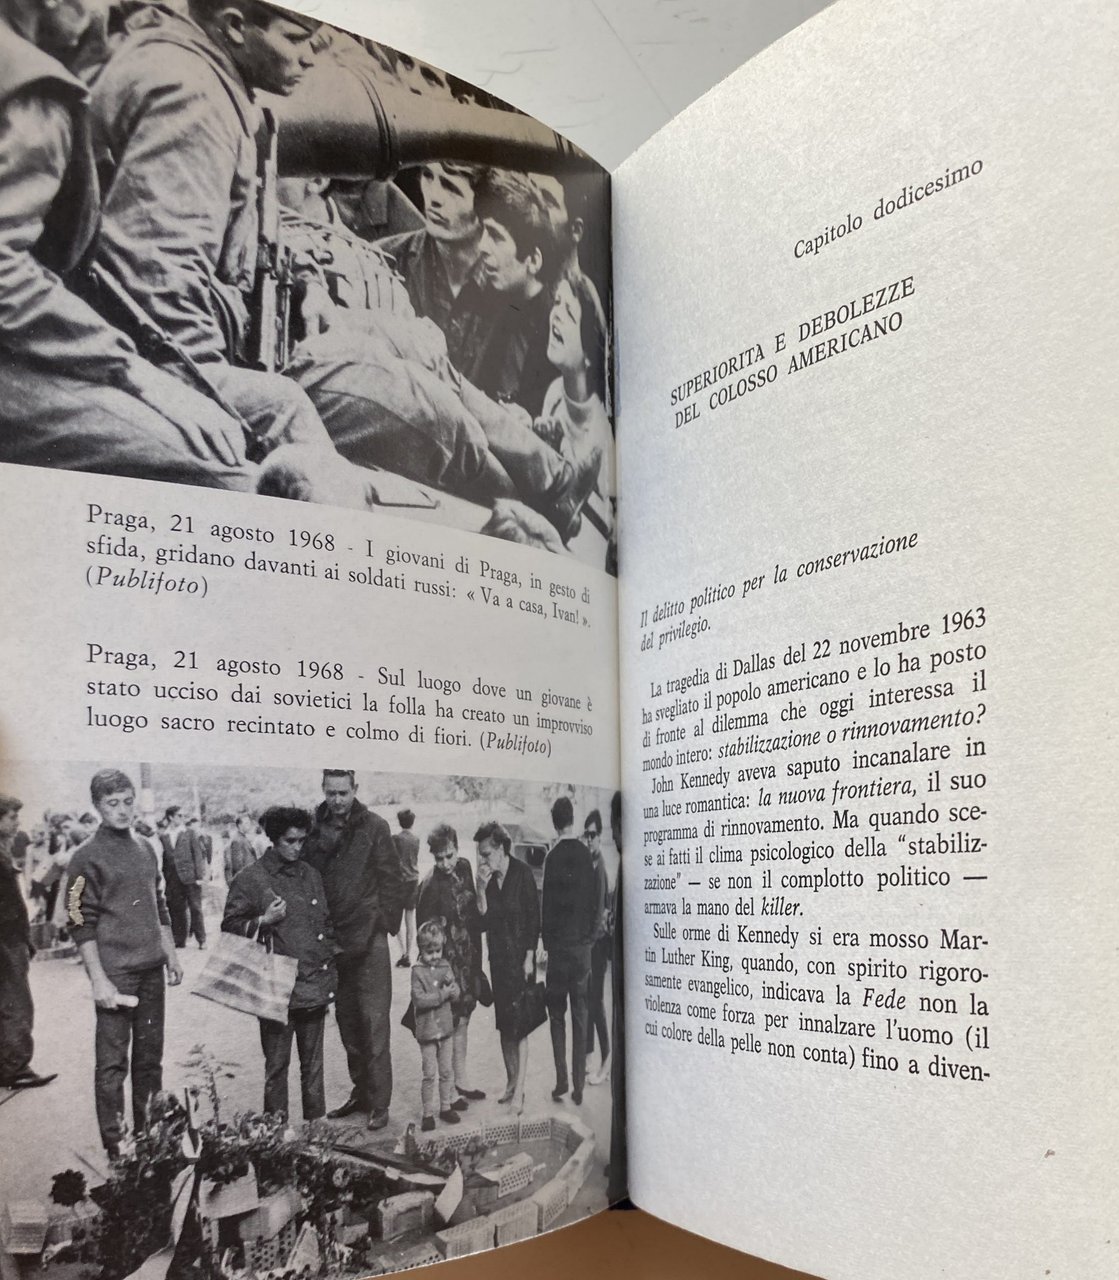 Praga, 21 agosto 1968 - I giovani di Praga, in gesto di
sfida, gridano davanti ai soldati russi: « Va a casa, Ivan! ».
(Publifoto)
Praga, 21 agosto 1968 - Sul luogo dove un giovane è
stato ucciso dai sovietici la folla ha creato un improvviso
luogo sacro recintato e colmo di fiori. (Publifoto)
Capitolo dodicesimo
SUPERIORITÀ E DEBOLEZZE
DEL COLOSSO AMERICANO
Il delitto politico per la conservazione
del privilegio.
La tragedia di Dallas del 22 novembre 1963
ha svegliato il popolo americano e lo ha posto
di fronte al dilemma che oggi interessa il
mondo intero: stabilizzazione o rinnovamento?
John Kennedy aveva saputo incanalare in
una luce romantica: la nuova frontiera, il suo
programma di rinnovamento. Ma quando sce-
se ai fatti il clima psicologico della “stabiliz-
zazione” — se non il complotto politico —
armava la mano del killer.
Sulle orme di Kennedy si era mosso Mar-
tin Luther King, quando, con spirito rigoro-
samente evangelico, indicava la Fede non la
violenza come forza per innalzare l'uomo (il
cui colore della pelle non conta) fino a diven-